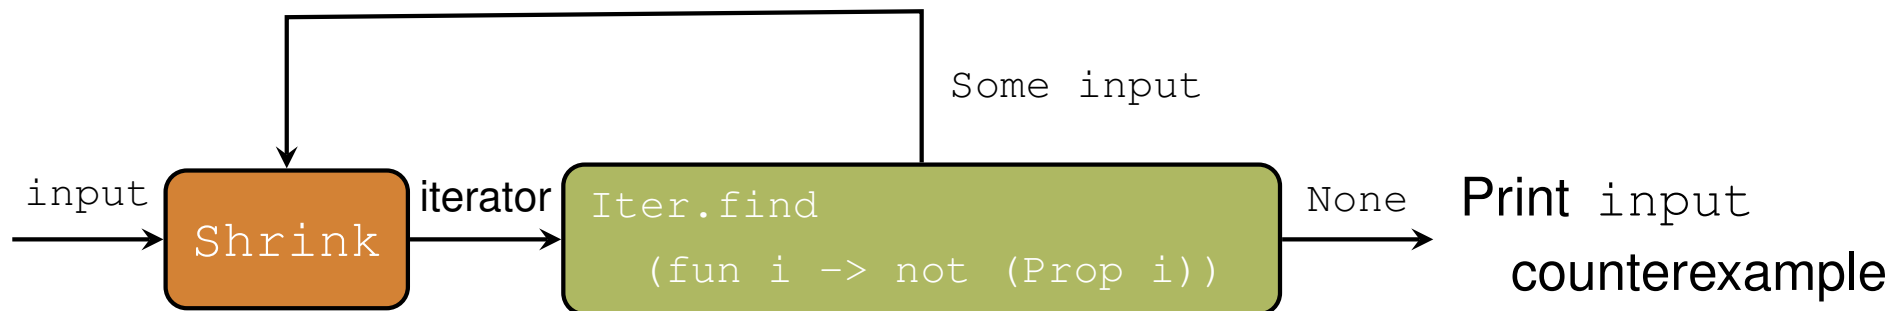 Some input
input
Shrink
iterator
Iter.find
(fun i -> not (Prop i))
None
Print input
counterexample